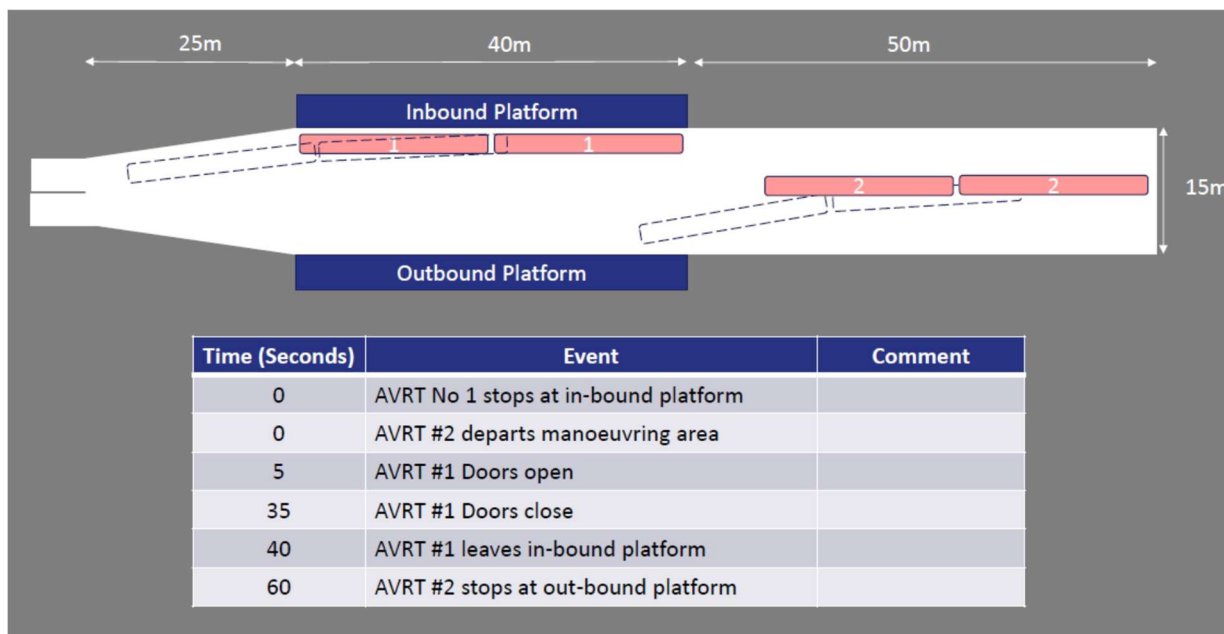 25m 40m 50m
Inbound Platform
1 1
2 2
15m
Outbound Platform
Time (Seconds) Event Comment
0 AVRT No 1 stops at in-bound platform
0 AVRT #2 departs manoeuvring area
5 AVRT #1 Doors open
35 AVRT #1 Doors close
40 AVRT #1 leaves in-bound platform
60 AVRT #2 stops at out-bound platform